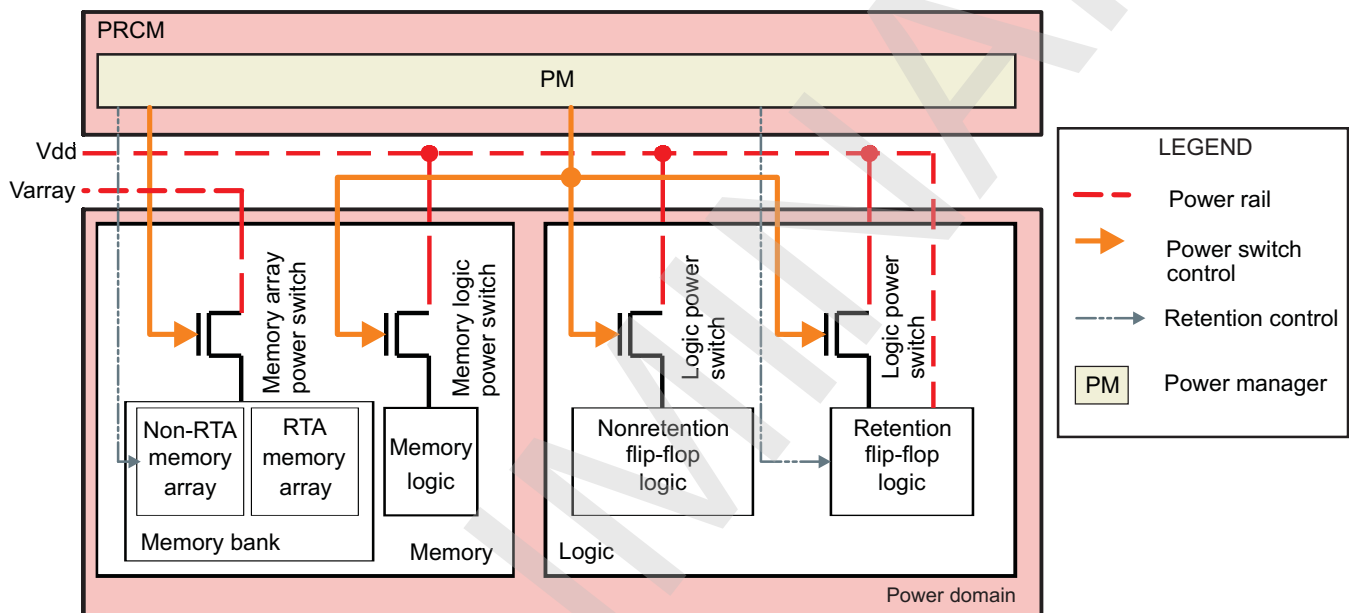 PRCM
PM
Vdd
Varray
Memory array
power switch
Memory logic
power switch
Logic power
switch
Logic power
switch
Non-RTA
memory
array
RTA
memory
array
Memory
logic
Nonretention
flip-flop
logic
Retention
flip-flop
logic
Memory bank
Memory
Logic
Power domain
LEGEND
Power rail
Power switch
control
Retention control
PM
Power manager